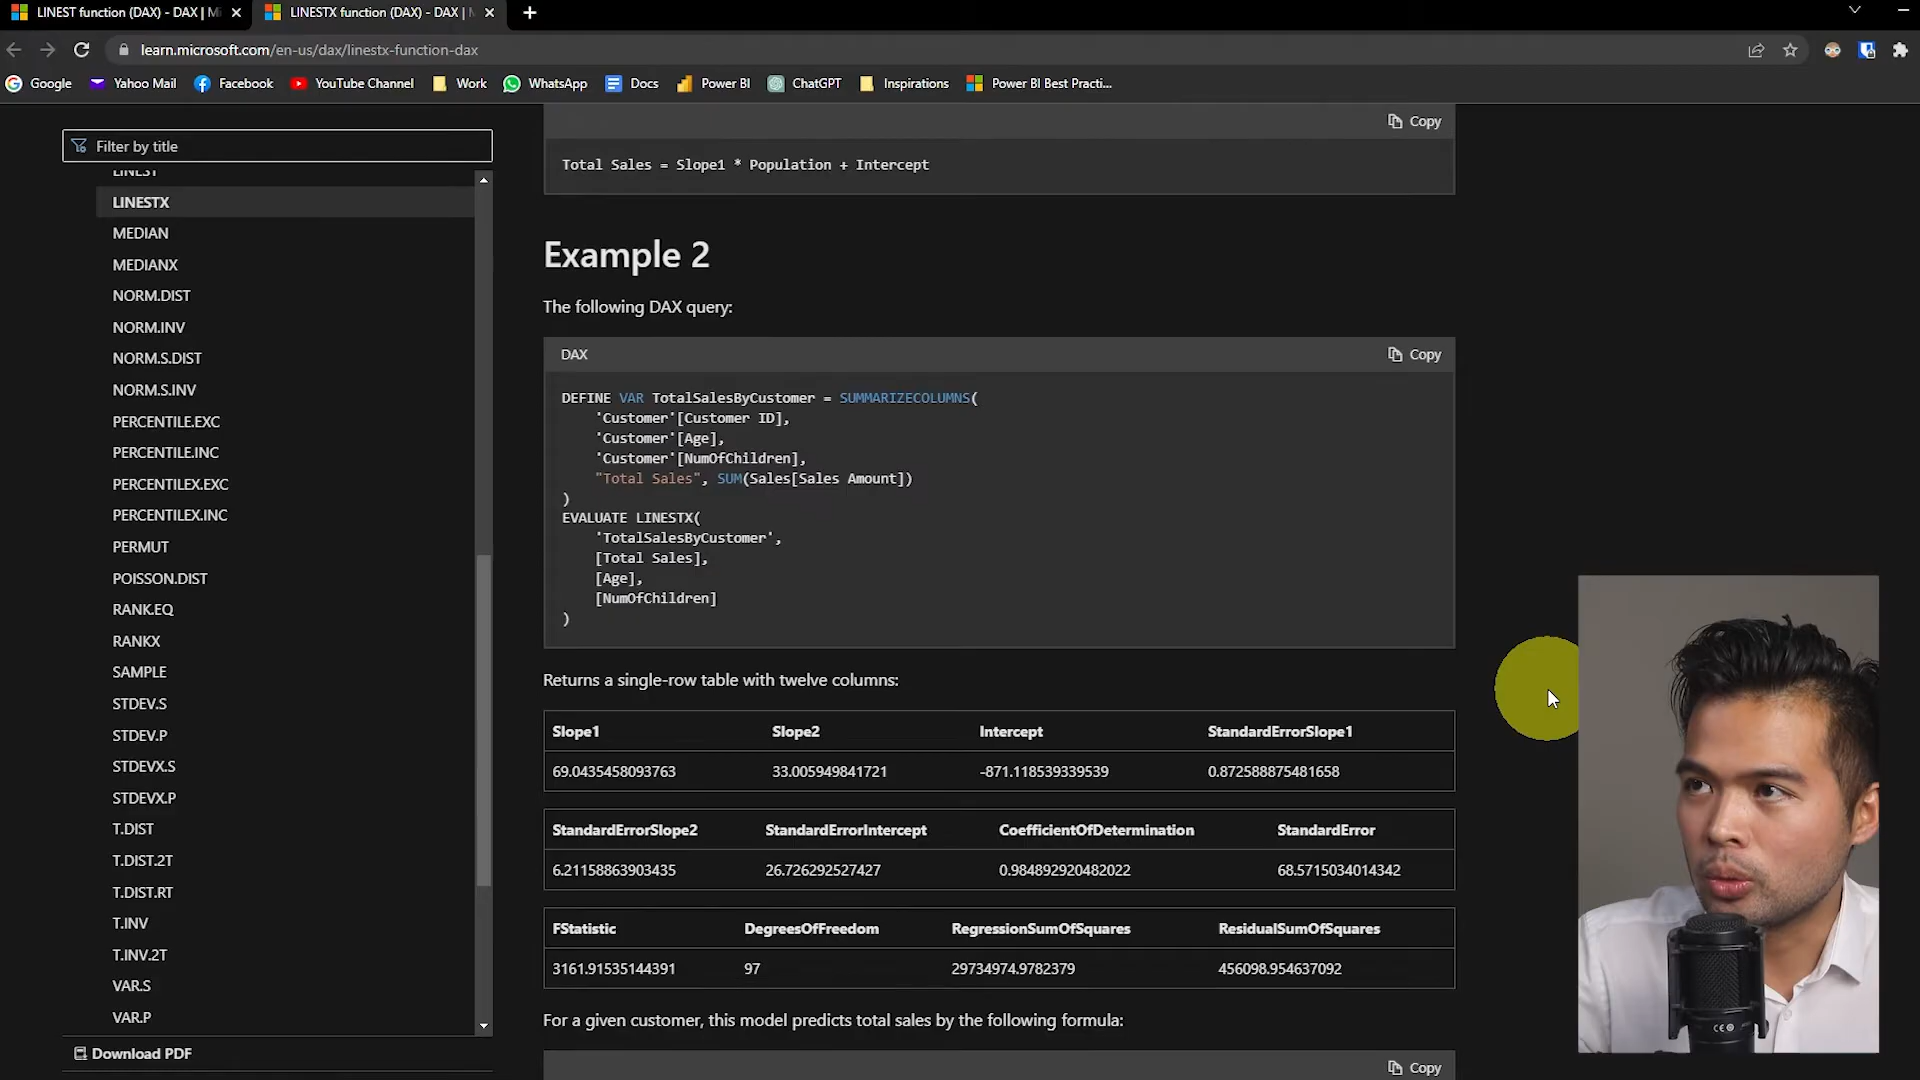 LINEST function (DAX) - DAX | Mi
LINESTX function (DAX) - DAX |
learn.microsoft.com/en-us/dax/linestx-function-dax
Google
Yahoo Mail
Facebook
YouTube Channel
Work
WhatsApp
Docs
Power BI
ChatGPT
Inspirations
Power BI Best Practi...
Filter by title
LINEST
LINESTX
MEDIAN
MEDIANX
NORM.DIST
NORM.INV
NORM.S.DIST
NORM.S.INV
PERCENTILE.EXC
PERCENTILE.INC
PERCENTILEX.EXC
PERCENTILEX.INC
PERMUT
POISSON.DIST
RANK.EQ
RANKX
SAMPLE
STDEV.S
STDEV.P
STDEVX.S
STDEVX.P
T.DIST
T.DIST.2T
T.DIST.RT
T.INV
T.INV.2T
VAR.S
VAR.P
Download PDF
Copy
Total Sales = Slope1 * Population + Intercept
Example 2
The following DAX query:
DAX Copy
DEFINE VAR TotalSalesByCustomer = SUMMARIZECOLUMNS(
'Customer'[Customer ID],
'Customer'[Age],
'Customer'[NumOfChildren],
"Total Sales", SUM(Sales[Sales Amount])
)
EVALUATE LINESTX(
'TotalSalesByCustomer',
[Total Sales],
[Age],
[NumOfChildren]
)
Returns a single-row table with twelve columns:
Slope1 Slope2 Intercept StandardErrorSlope1
69.0435458093763 33.005949841721 -871.118539339539 0.872588875481658
StandardErrorSlope2 StandardErrorIntercept CoefficientOfDetermination StandardError
6.21158863903435 26.726292527427 0.984892920482022 68.5715034014342
FStatistic DegreesOfFreedom RegressionSumOfSquares ResidualSumOfSquares
3161.91535144391 97 29734974.9782379 456098.954637092
For a given customer, this model predicts total sales by the following formula:
Copy